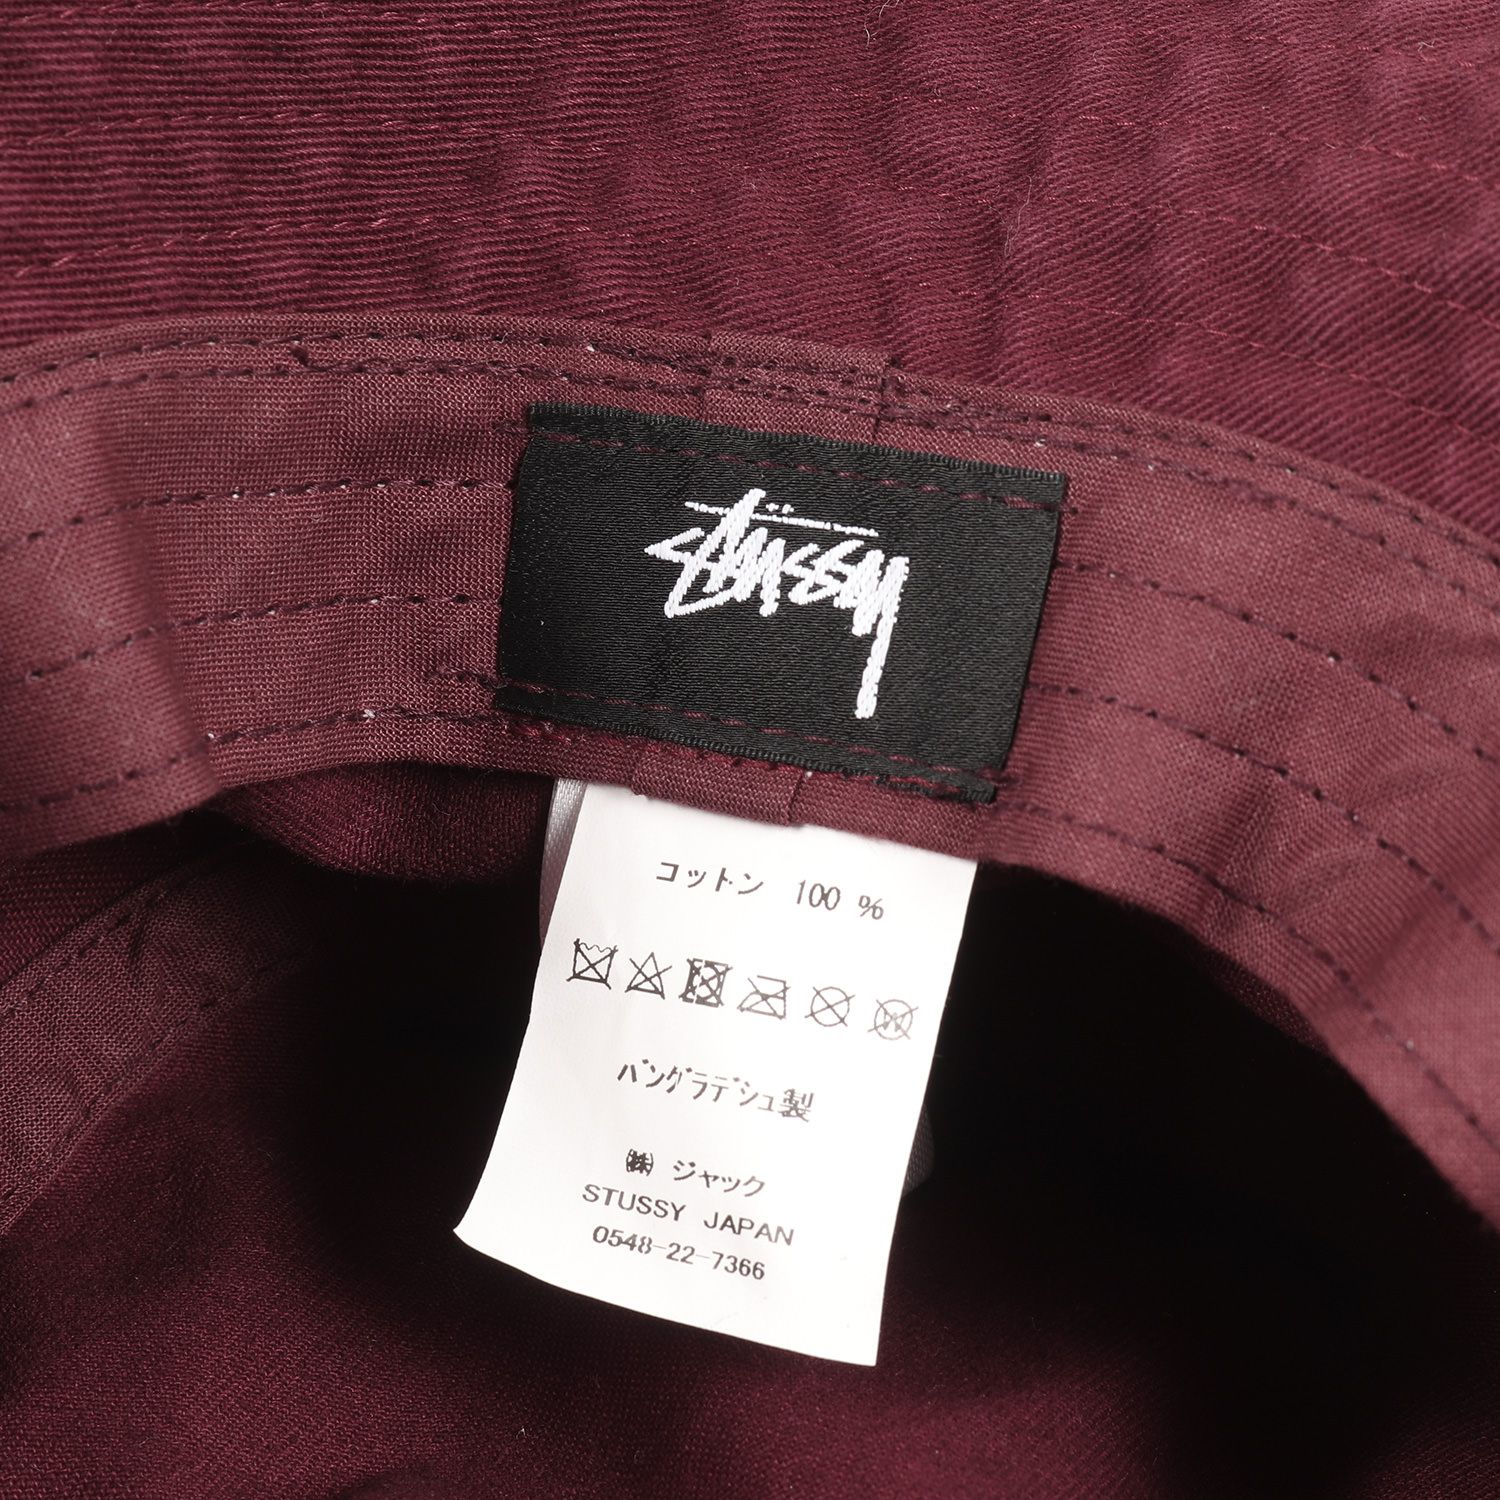 Stüssy
コットン 100 %
バングラデシュ製
㈱ ジャック
STUSSY JAPAN
0548-22-7366